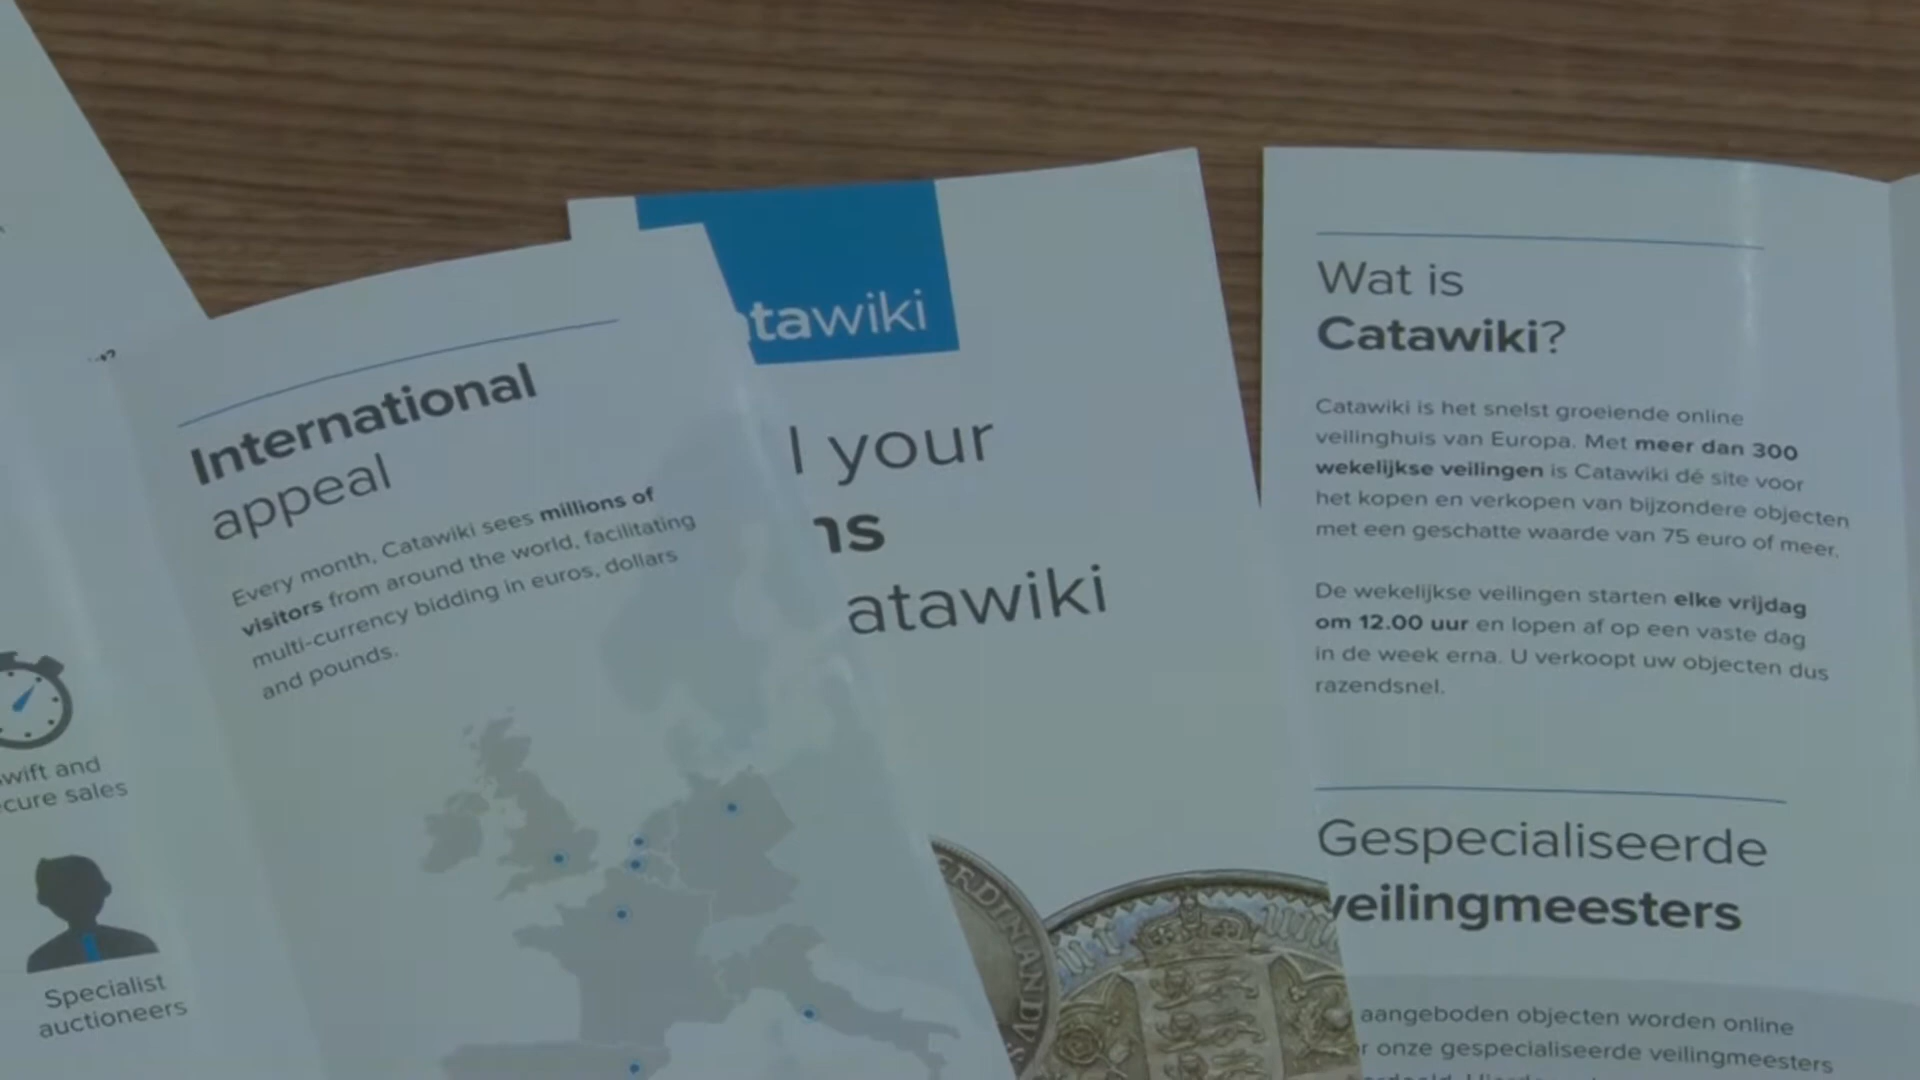 International
appeal
Every month, Catawiki sees millions of
visitors from around the world, facilitating
multi-currency bidding in euros, dollars
and pounds.
wift and
cure sales
Specialist
auctioneers
tawiki
l your
ns
atawiki
RDINANDVS
Wat is
Catawiki?
Catawiki is het snelst groeiende online
veilinghuis van Europa. Met meer dan 300
wekelijkse veilingen is Catawiki dé site voor
het kopen en verkopen van bijzondere objecten
met een geschatte waarde van 75 euro of meer.
De wekelijkse veilingen starten elke vrijdag
om 12.00 uur en lopen af op een vaste dag
in de week erna. U verkoopt uw objecten dus
razendsnel.
Gespecialiseerde
veilingmeesters
aangeboden objecten worden online
r onze gespecialiseerde veilingmeesters